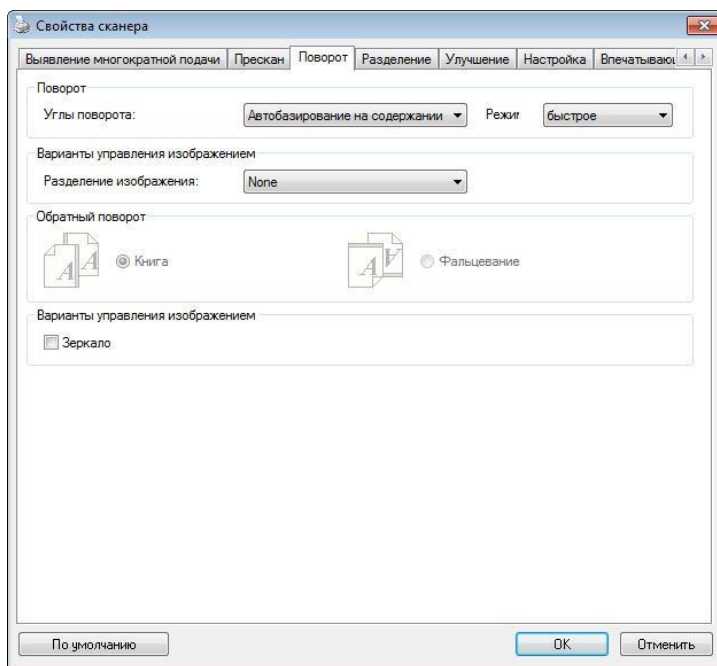 Свойства сканера
Выявление многократной подачи Прескан Поворот Разделение Улучшение Настройка Впечатываю
Поворот
Углы поворота: Автобазирование на содержании Режи быстрое
Варианты управления изображением
Разделение изображения: None
Обратный поворот
A A Книга A A Фальцевание
Варианты управления изображением
Зеркало
По умолчанию OK Отменить